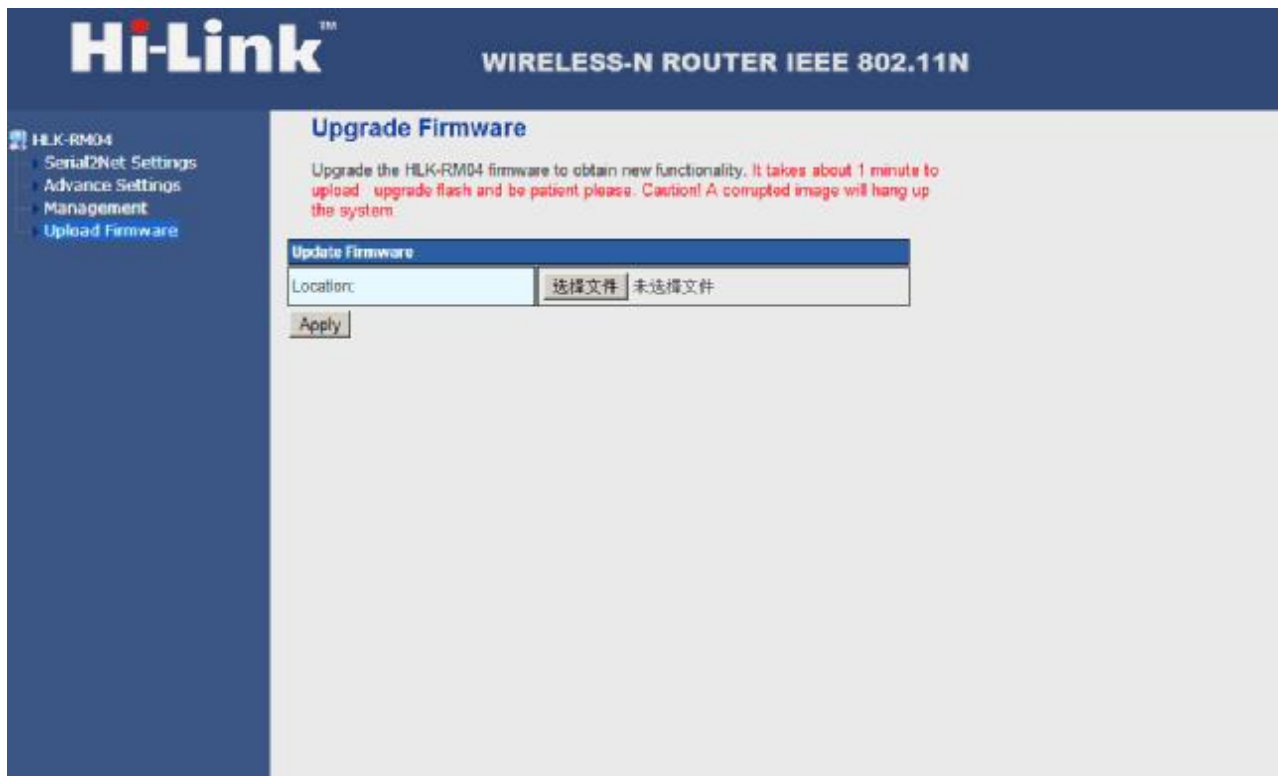 Hi-Link™
WIRELESS-N ROUTER IEEE 802.11N
HLK-RM04
Serial2Net Settings
Advance Settings
Management
Upload Firmware
Upgrade Firmware
Upgrade the HLK-RM04 firmware to obtain new functionality. It takes about 1 minute to
upload upgrade flash and be patient please. Caution! A corrupted image will hang up
the system.
Update Firmware
Location:
选择文件 未选择文件
Apply